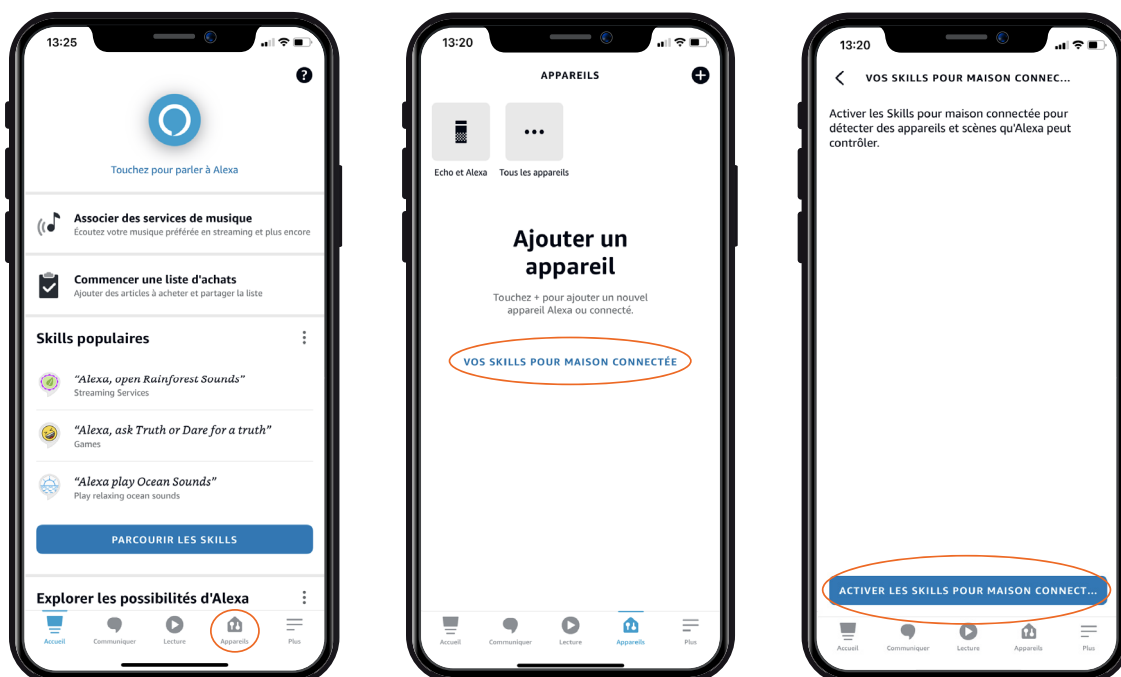 13:25
?
Touchez pour parler à Alexa
Associer des services de musique
Écoutez votre musique préférée en streaming et plus encore
Commencer une liste d'achats
Ajouter des articles à acheter et partager la liste
Skills populaires
“Alexa, open Rainforest Sounds”
Streaming Services
“Alexa, ask Truth or Dare for a truth”
Games
“Alexa play Ocean Sounds”
Play relaxing ocean sounds
PARCOURIR LES SKILLS
Explorer les possibilités d'Alexa
Accueil Communiquer Lecture Appareils Plus
13:20
APPAREILS
Echo et Alexa Tous les appareils
Ajouter un
appareil
Touchez + pour ajouter un nouvel
appareil Alexa ou connecté.
VOS SKILLS POUR MAISON CONNECTÉE
Accueil Communiquer Lecture Appareils Plus
13:20
VOS SKILLS POUR MAISON CONNEC...
Activer les Skills pour maison connectée pour
détecter des appareils et scènes qu'Alexa peut
contrôler.
ACTIVER LES SKILLS POUR MAISON CONNECT...
Accueil Communiquer Lecture Appareils Plus